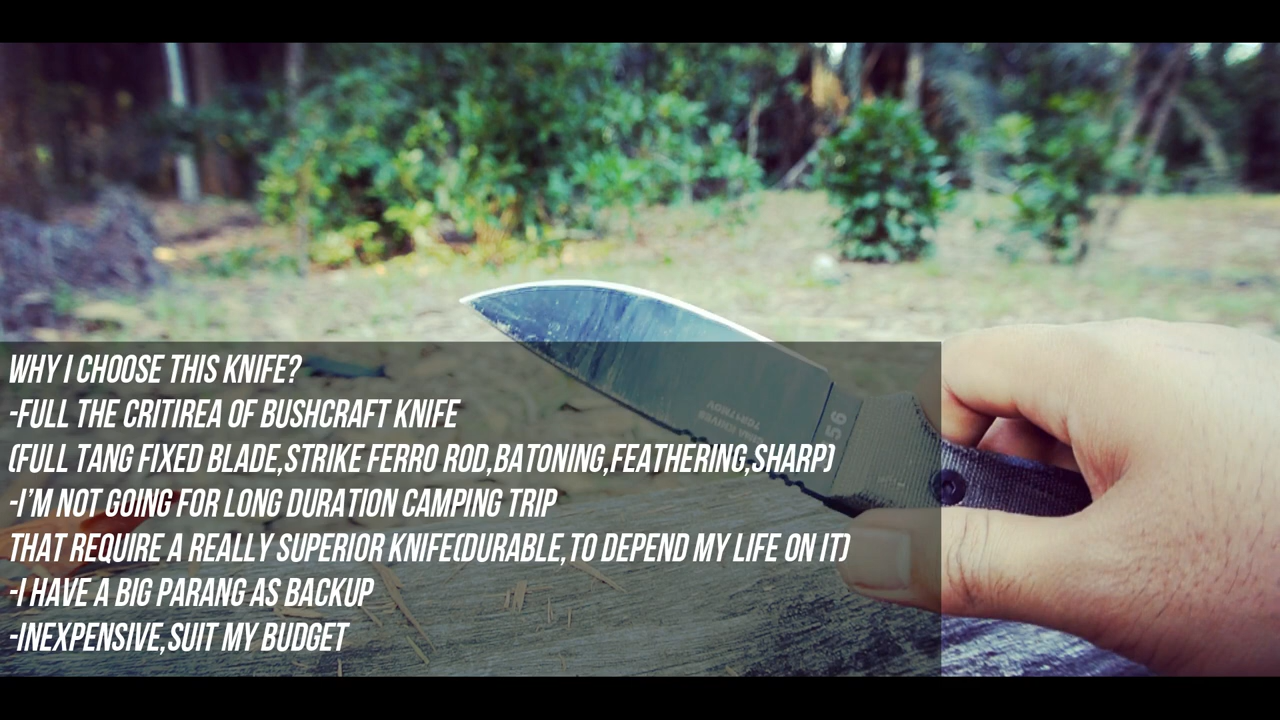 WHY I CHOOSE THIS KNIFE?
-FULL THE CRITIREA OF BUSHCRAFT KNIFE
(FULL TANG FIXED BLADE,STRIKE FERRO ROD,BATONING,FEATHERING,SHARP)
-I'M NOT GOING FOR LONG DURATION CAMPING TRIP
THAT REQUIRE A REALLY SUPERIOR KNIFE(DURABLE,TO DEPEND MY LIFE ON IT)
-I HAVE A BIG PARANG AS BACKUP
-INEXPENSIVE,SUIT MY BUDGET
KNIVES
56